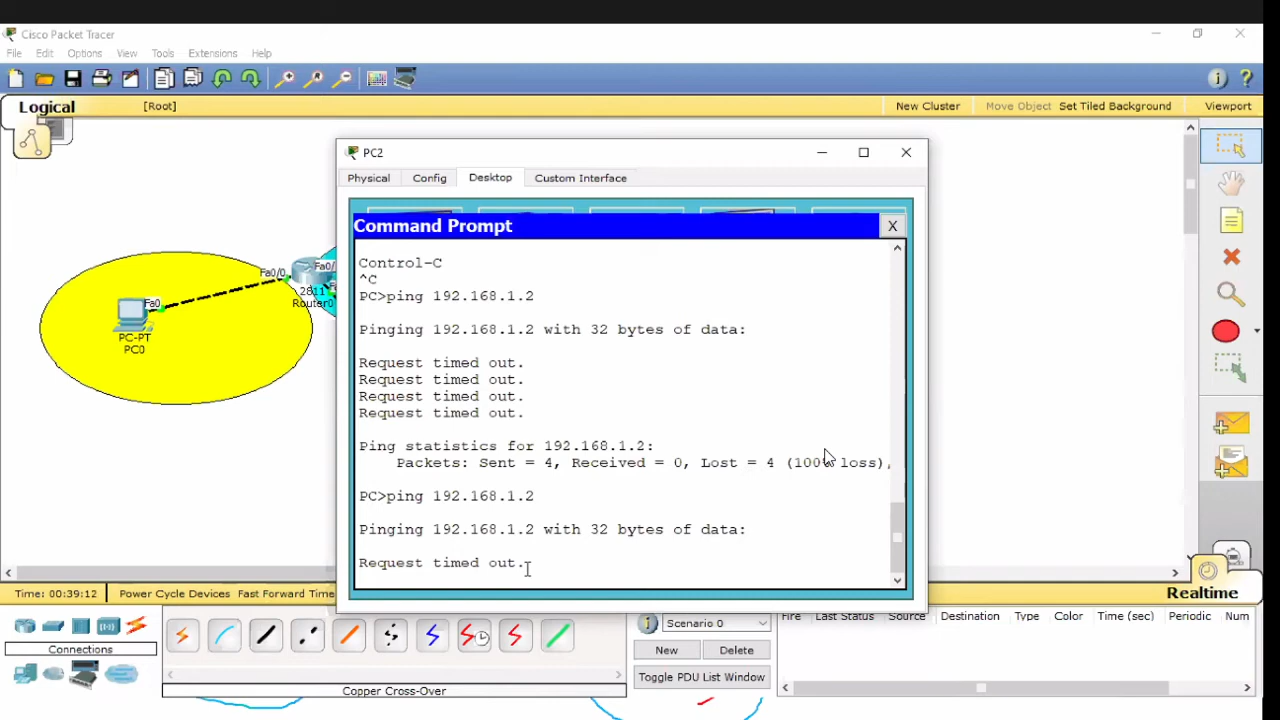 Cisco Packet Tracer
File Edit Options View Tools Extensions Help
Logical [Root] New Cluster Move Object Set Tiled Background Viewport
PC2
Physical Config Desktop Custom Interface
Command Prompt X
Control-C
^C
PC>ping 192.168.1.2
Pinging 192.168.1.2 with 32 bytes of data:
Request timed out.
Request timed out.
Request timed out.
Request timed out.
Ping statistics for 192.168.1.2:
Packets: Sent = 4, Received = 0, Lost = 4 (100% loss),
PC>ping 192.168.1.2
Pinging 192.168.1.2 with 32 bytes of data:
Request timed out.
Fa0/0 Fa0/
2811
Router0
Fa0
PC-PT
PC0
Time: 00:39:12 Power Cycle Devices Fast Forward Time
Realtime
Connections
Copper Cross-Over
Scenario 0
New Delete
Toggle PDU List Window
Fire Last Status Source Destination Type Color Time (sec) Periodic Num